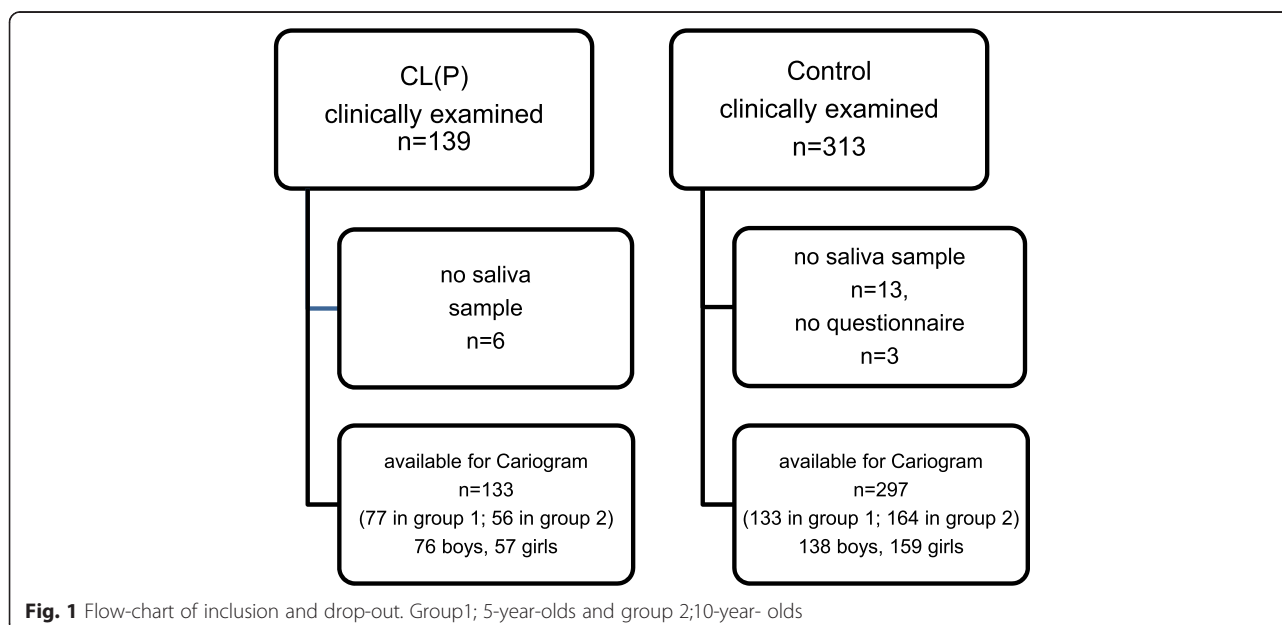 CL(P)
clinically examined
n=139
no saliva
sample
n=6
available for Cariogram
n=133
(77 in group 1; 56 in group 2)
76 boys, 57 girls
Control
clinically examined
n=313
no saliva sample
n=13,
no questionnaire
n=3
available for Cariogram
n=297
(133 in group 1; 164 in group 2)
138 boys, 159 girls
Fig. 1 Flow-chart of inclusion and drop-out. Group1; 5-year-olds and group 2;10-year- olds